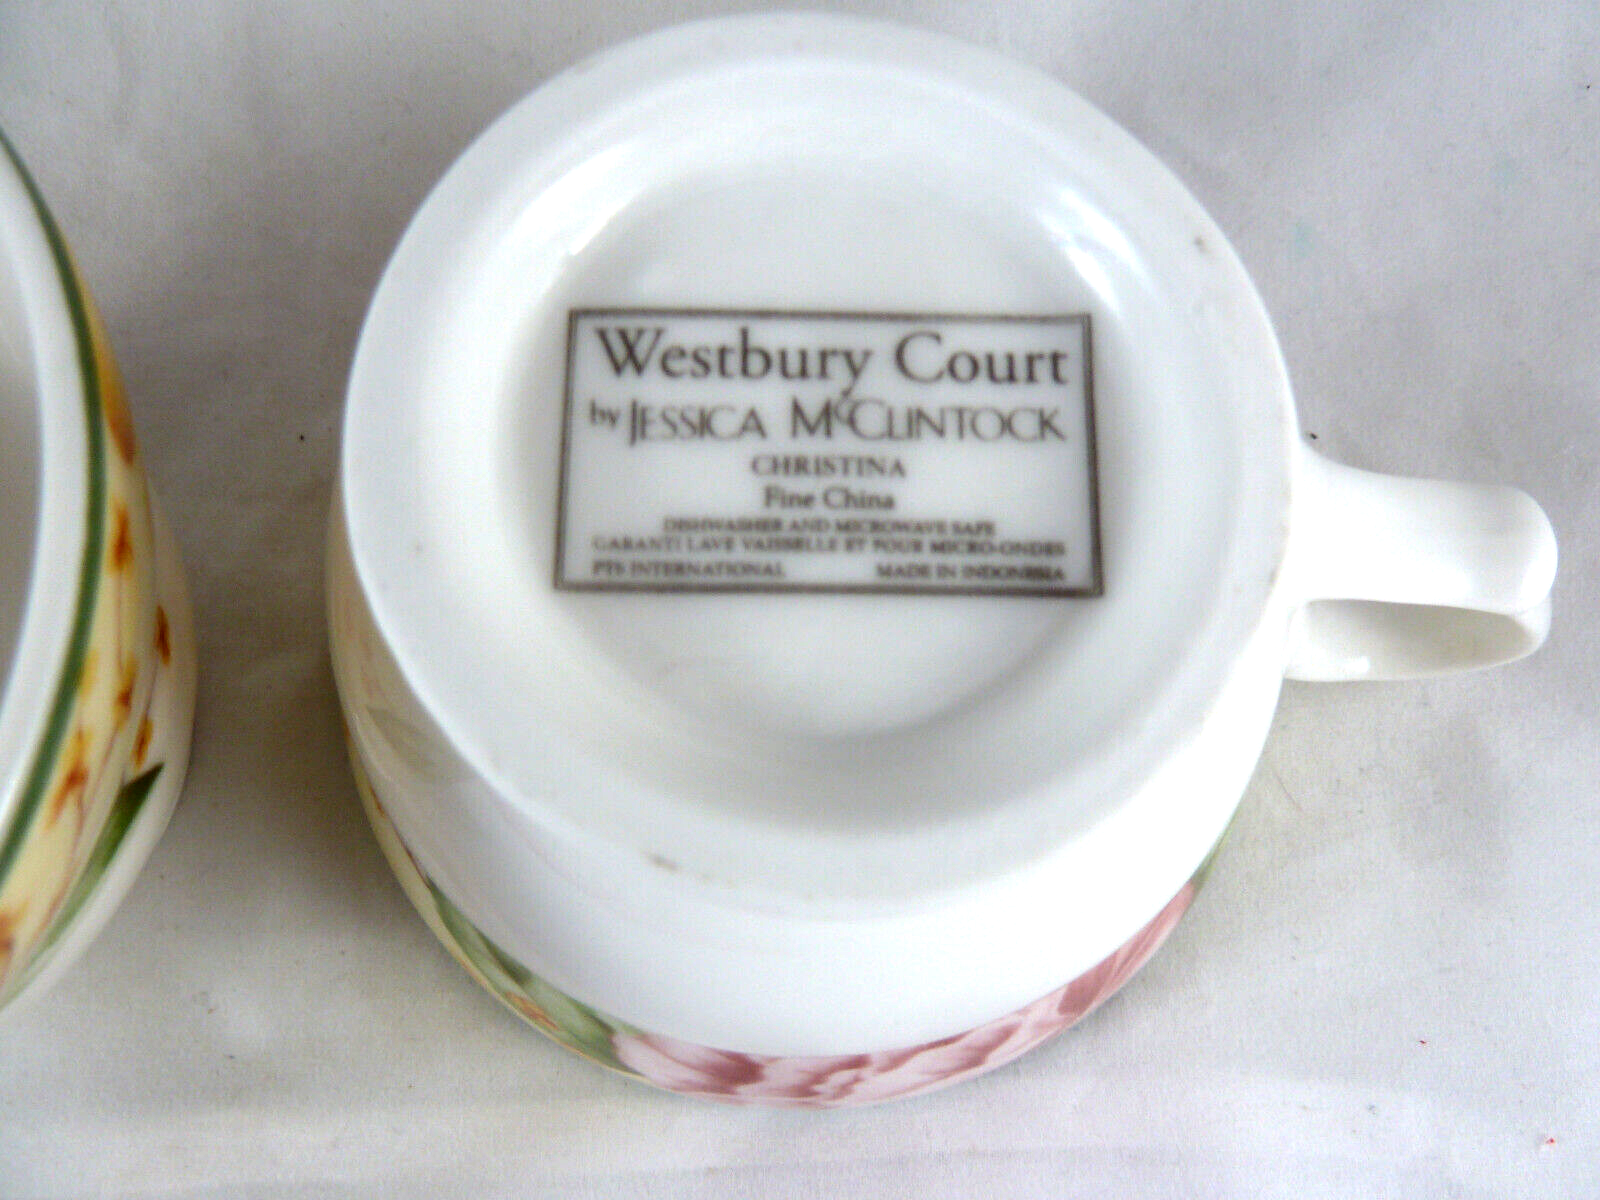 Westbury Court
by JESSICA McCLINTOCK
CHRISTINA
Fine China
DISHWASHER AND MICROWAVE SAFE
GARANTI LAVE VAISSELLE ET POUR MICRO-ONDES
PTS INTERNATIONAL MADE IN INDONESIA